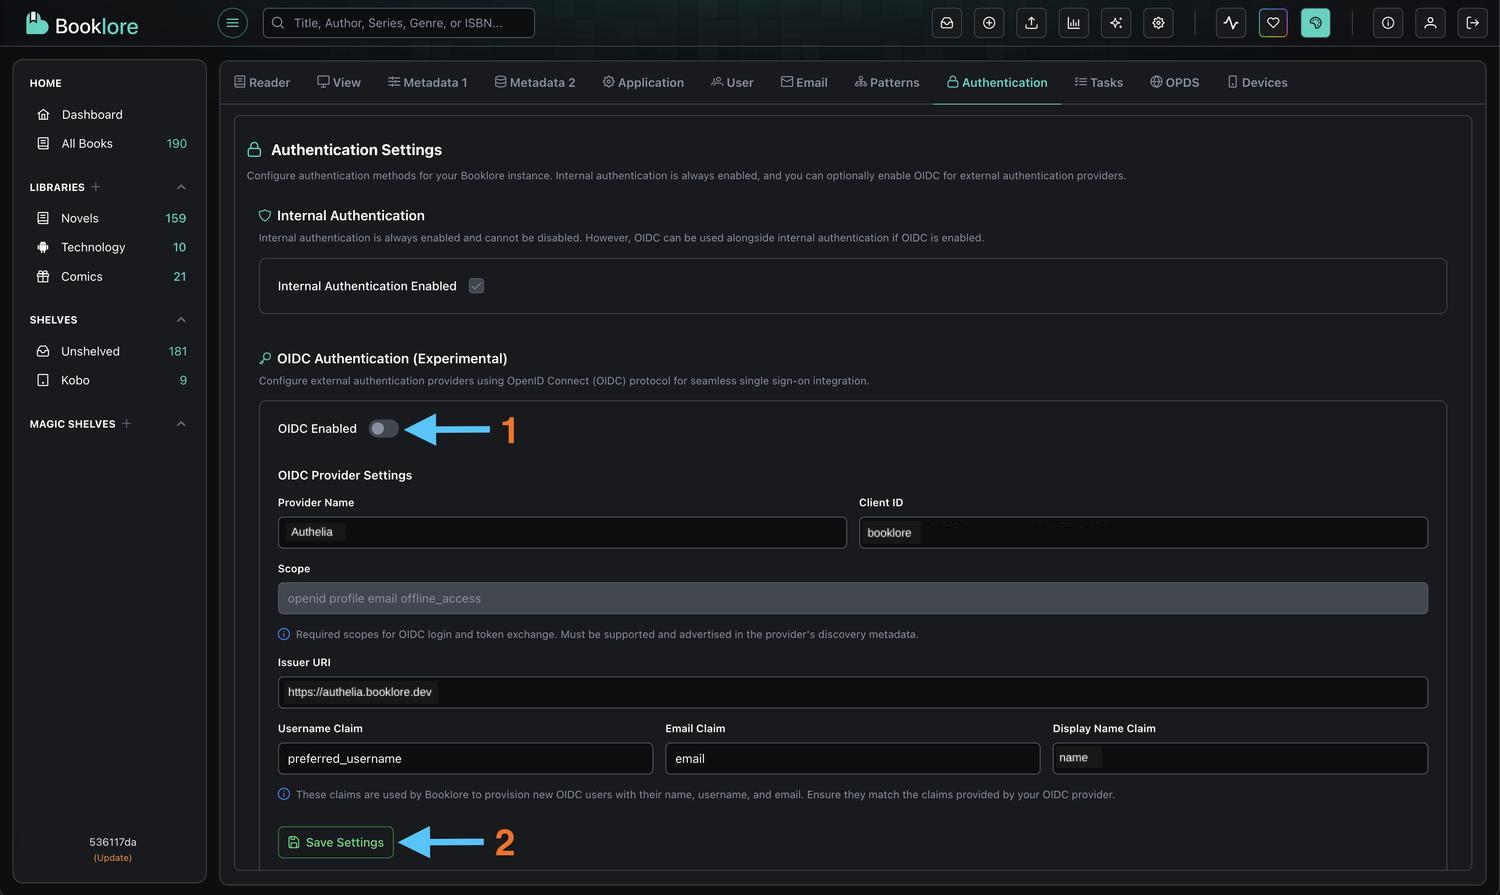 Booklore
Title, Author, Series, Genre, or ISBN...
HOME
Dashboard
All Books 190
LIBRARIES
Novels 159
Technology 10
Comics 21
SHELVES
Unshelved 181
Kobo 9
MAGIC SHELVES
536117da
(Update)
Reader View Metadata 1 Metadata 2 Application User Email Patterns Authentication Tasks OPDS Devices
Authentication Settings
Configure authentication methods for your Booklore instance. Internal authentication is always enabled, and you can optionally enable OIDC for external authentication providers.
Internal Authentication
Internal authentication is always enabled and cannot be disabled. However, OIDC can be used alongside internal authentication if OIDC is enabled.
Internal Authentication Enabled
OIDC Authentication (Experimental)
Configure external authentication providers using OpenID Connect (OIDC) protocol for seamless single sign-on integration.
OIDC Enabled 1
OIDC Provider Settings
Provider Name Client ID
Authelia booklore
Scope
openid profile email offline_access
Required scopes for OIDC login and token exchange. Must be supported and advertised in the provider's discovery metadata.
Issuer URI
https://authelia.booklore.dev
Username Claim Email Claim Display Name Claim
preferred_username email name
These claims are used by Booklore to provision new OIDC users with their name, username, and email. Ensure they match the claims provided by your OIDC provider.
Save Settings 2